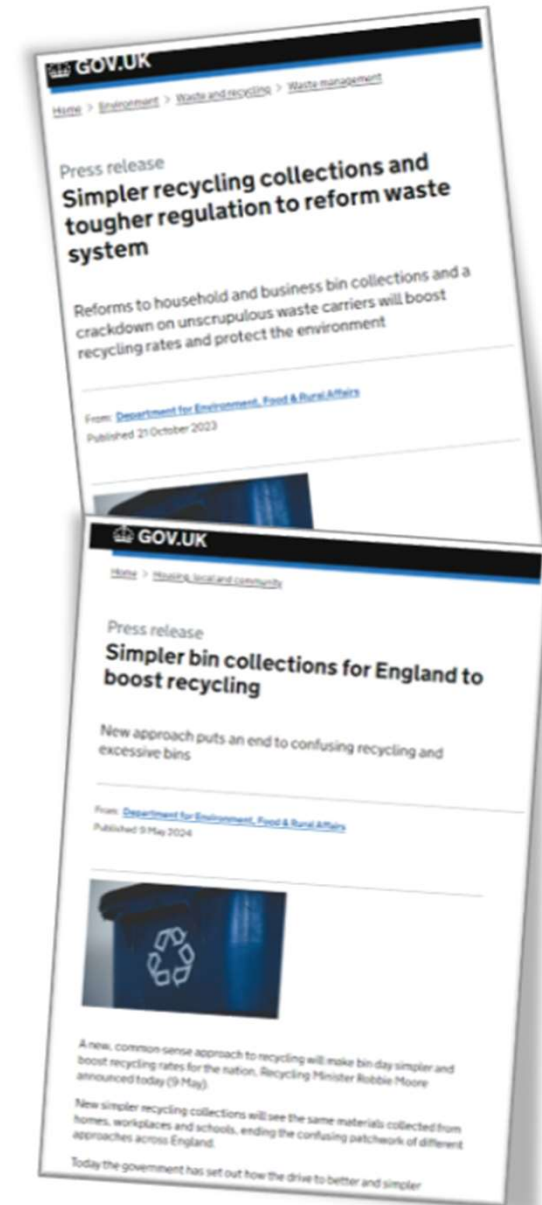 GOV.UK
Home > Environment > Waste and recycling > Waste management
Press release
Simpler recycling collections and
tougher regulation to reform waste
system
Reforms to household and business bin collections and a
crackdown on unscrupulous waste carriers will boost
recycling rates and protect the environment
From: Department for Environment, Food & Rural Affairs
Published 21 October 2023
GOV.UK
Home > Housing, local and community
Press release
Simpler bin collections for England to
boost recycling
New approach puts an end to confusing recycling and
excessive bins
From: Department for Environment, Food & Rural Affairs
Published 9 May 2024
A new, common-sense approach to recycling will make bin day simpler and
boost recycling rates for the nation, Recycling Minister Robbie Moore
announced today (9 May).
New simpler recycling collections will see the same materials collected from
homes, workplaces and schools, ending the confusing patchwork of different
approaches across England.
Today the government has set out how the drive to better and simpler